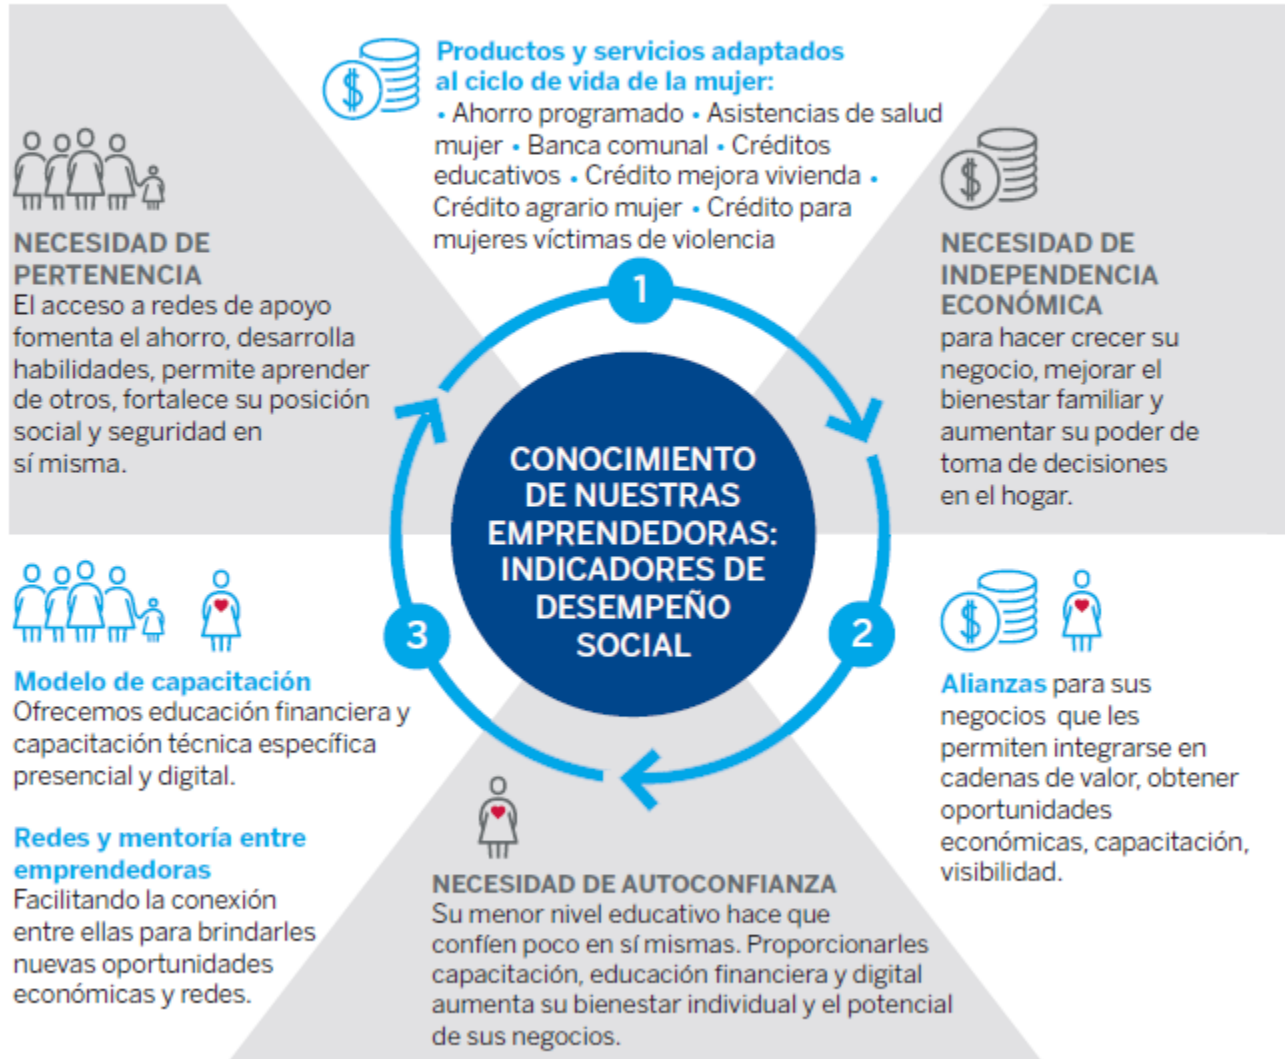 Productos y servicios adaptados
al ciclo de vida de la mujer:
• Ahorro programado • Asistencias de salud
mujer • Banca comunal • Créditos
educativos • Crédito mejora vivienda •
Crédito agrario mujer • Crédito para
mujeres víctimas de violencia
NECESIDAD DE
PERTENENCIA
El acceso a redes de apoyo
fomenta el ahorro, desarrolla
habilidades, permite aprender
de otros, fortalece su posición
social y seguridad en
sí misma.
NECESIDAD DE
INDEPENDENCIA
ECONÓMICA
para hacer crecer su
negocio, mejorar el
bienestar familiar y
aumentar su poder de
toma de decisiones
en el hogar.
1
CONOCIMIENTO
DE NUESTRAS
EMPRENDEDORAS:
INDICADORES DE
DESEMPEÑO
SOCIAL
3
2
Modelo de capacitación
Ofrecemos educación financiera y
capacitación técnica específica
presencial y digital.
Redes y mentoría entre
emprendedoras
Facilitando la conexión
entre ellas para brindarles
nuevas oportunidades
económicas y redes.
Alianzas para sus
negocios que les
permiten integrarse en
cadenas de valor, obtener
oportunidades
económicas, capacitación,
visibilidad.
NECESIDAD DE AUTOCONFIANZA
Su menor nivel educativo hace que
confíen poco en sí mismas. Proporcionarles
capacitación, educación financiera y digital
aumenta su bienestar individual y el potencial
de sus negocios.